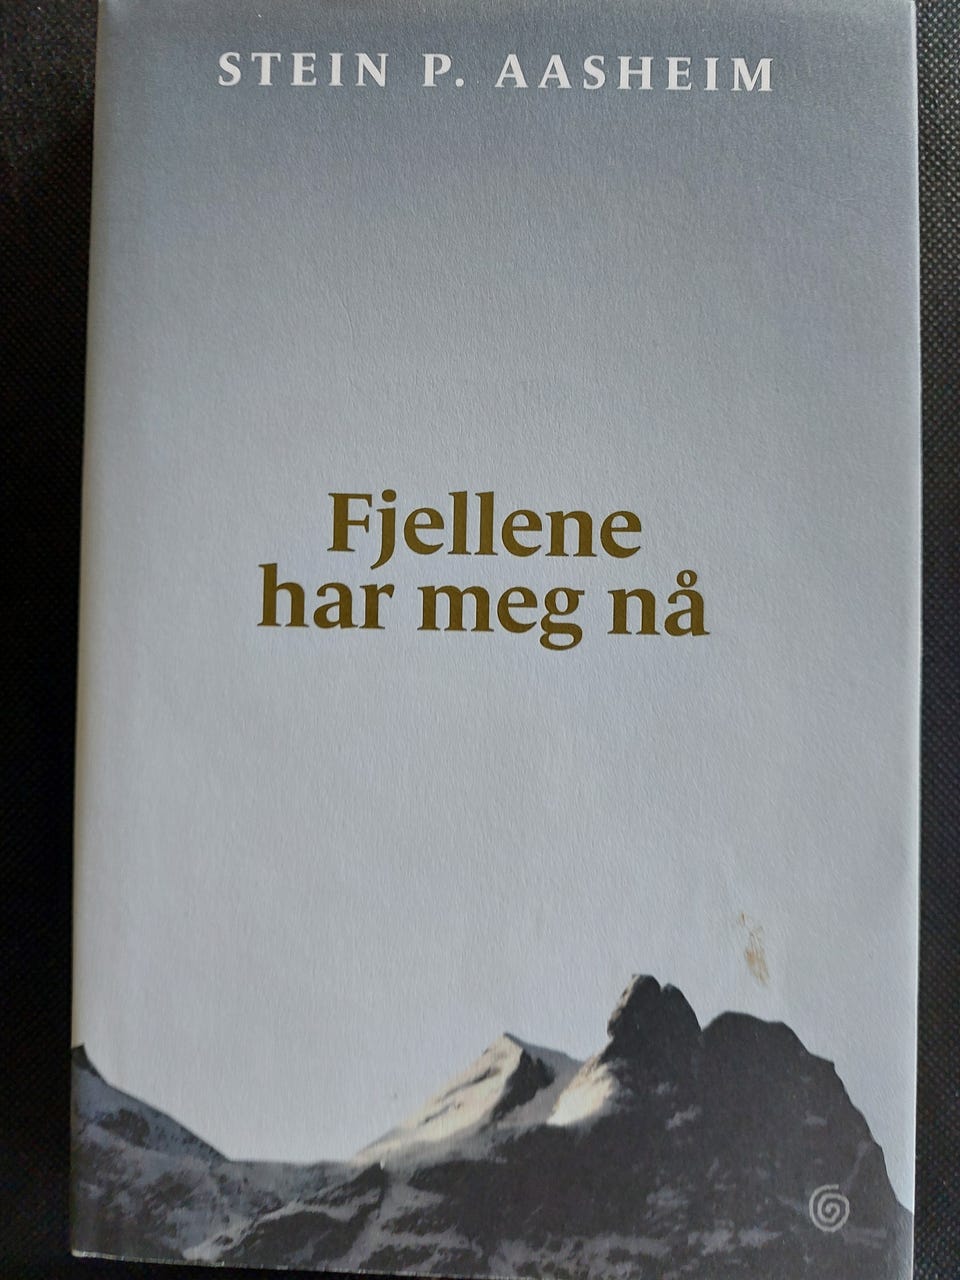 STEIN P. AASHEIM
Fjellene
har meg nå